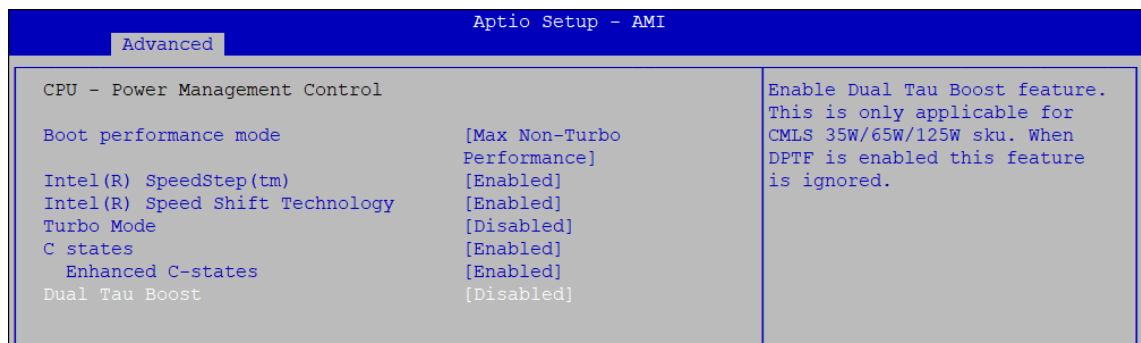 Aptio Setup - AMI
Advanced
CPU - Power Management Control
Boot performance mode [Max Non-Turbo
Performance]
Intel(R) SpeedStep(tm) [Enabled]
Intel(R) Speed Shift Technology [Enabled]
Turbo Mode [Disabled]
C states [Enabled]
Enhanced C-states [Enabled]
Dual Tau Boost [Disabled]
Enable Dual Tau Boost feature.
This is only applicable for
CMLS 35W/65W/125W sku. When
DPTF is enabled this feature
is ignored.